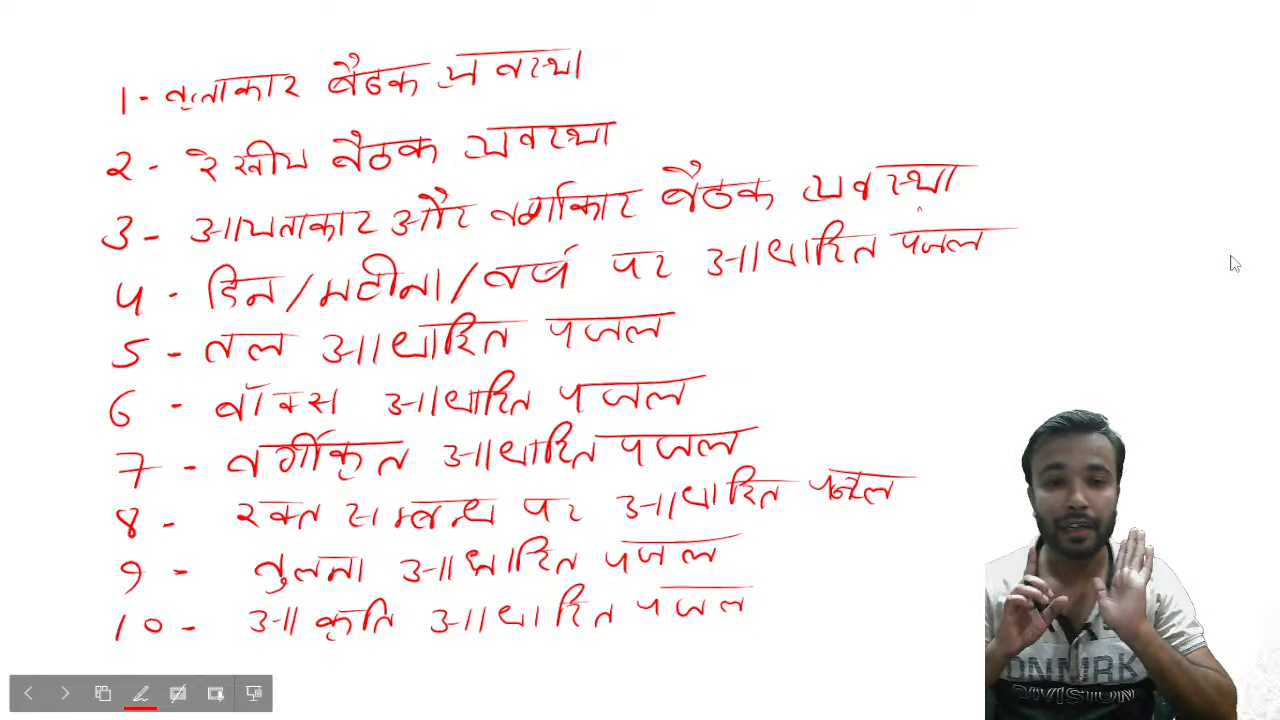 1 - वृत्ताकार बैठक व्यवस्था
2 - रेखीय बैठक व्यवस्था
3 - आयताकार और वर्गाकार बैठक व्यवस्था
4 - दिन/महीना/वर्ष पर आधारित पजल
5 - तल आधारित पजल
6 - बॉक्स आधारित पजल
7 - वर्गीकृत आधारित पजल
8 - रक्त सम्बन्ध पर आधारित पजल
9 - तुलना आधारित पजल
10 - आकृति आधारित पजल
DNMRK
DIVISION